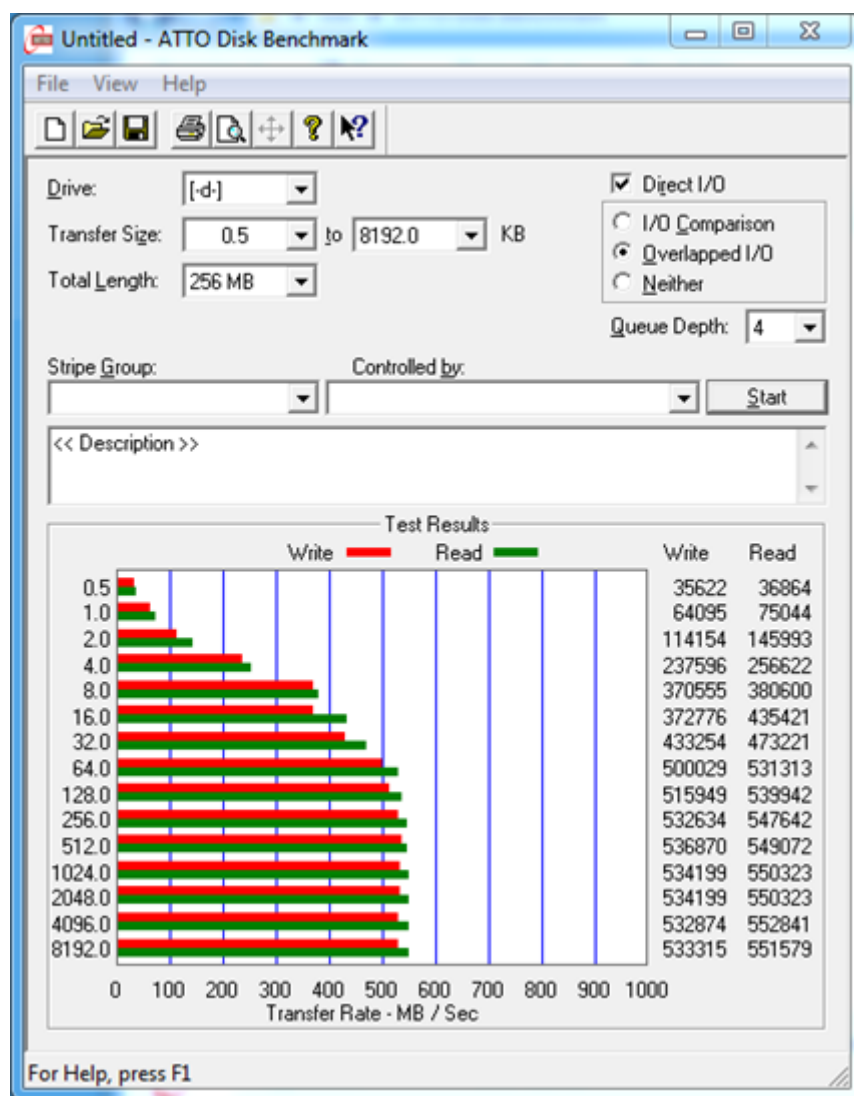 Untitled - ATTO Disk Benchmark
File View Help
Drive: [-d-]
Direct I/O
Transfer Size: 0.5 to 8192.0 KB
I/O Comparison
Overlapped I/O
Total Length: 256 MB
Neither
Queue Depth: 4
Stripe Group: Controlled by:
Start
<< Description >>
Test Results
Write Read Write Read
0.5 35622 36864
1.0 64095 75044
2.0 114154 145993
4.0 237596 256622
8.0 370555 380600
16.0 372776 435421
32.0 433254 473221
64.0 500029 531313
128.0 515949 539942
256.0 532634 547642
512.0 536870 549072
1024.0 534199 550323
2048.0 534199 550323
4096.0 532874 552841
8192.0 533315 551579
0 100 200 300 400 500 600 700 800 900 1000
Transfer Rate - MB / Sec
For Help, press F1